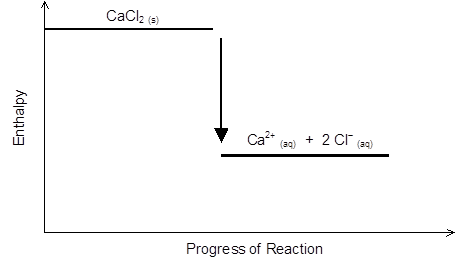 CaCl2 (s)
Enthalpy
Ca2+ (aq) + 2 Cl– (aq)
Progress of Reaction